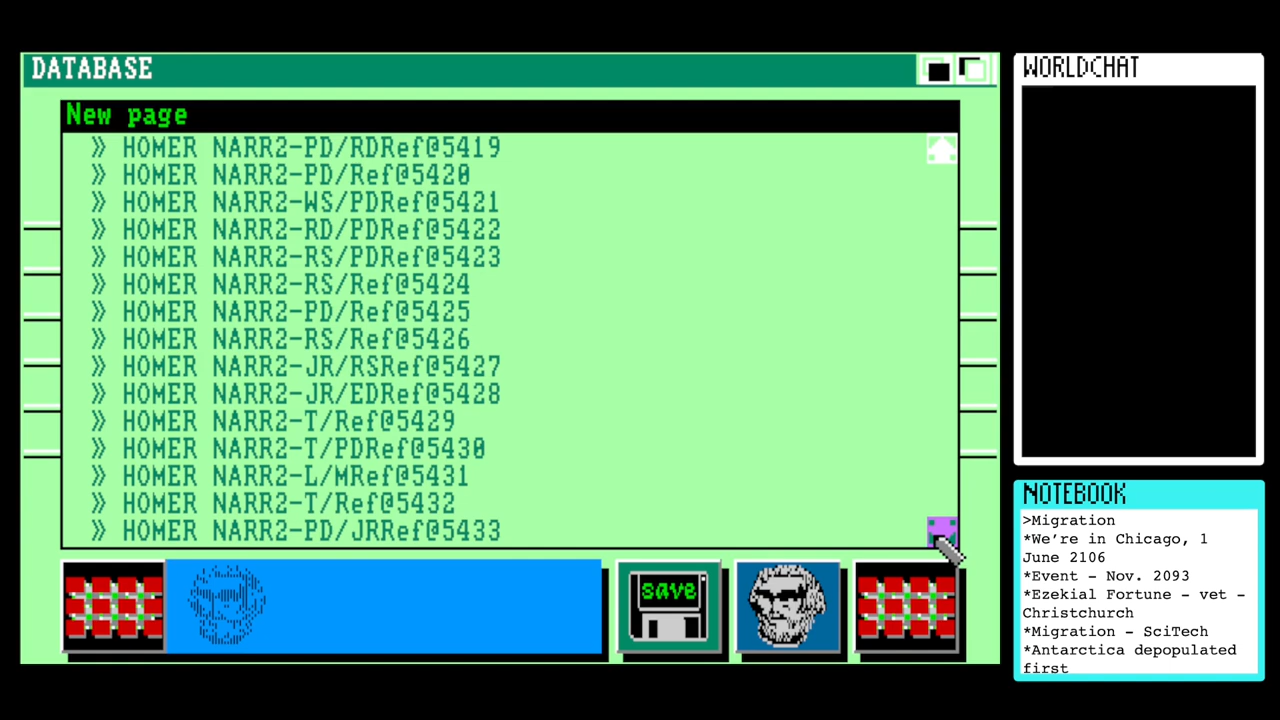 DATABASE
New page
» HOMER NARR2-PD/RDRef@5419
» HOMER NARR2-PD/Ref@5420
» HOMER NARR2-WS/PDRef@5421
» HOMER NARR2-RD/PDRef@5422
» HOMER NARR2-RS/PDRef@5423
» HOMER NARR2-RS/Ref@5424
» HOMER NARR2-PD/Ref@5425
» HOMER NARR2-RS/Ref@5426
» HOMER NARR2-JR/RSRef@5427
» HOMER NARR2-JR/EDRef@5428
» HOMER NARR2-T/Ref@5429
» HOMER NARR2-T/PDRef@5430
» HOMER NARR2-L/MRef@5431
» HOMER NARR2-T/Ref@5432
» HOMER NARR2-PD/JRRef@5433
save
WORLDCHAT
NOTEBOOK
>Migration
*We're in Chicago, 1
June 2106
*Event - Nov. 2093
*Ezekial Fortune - vet -
Christchurch
*Migration - SciTech
*Antarctica depopulated
first